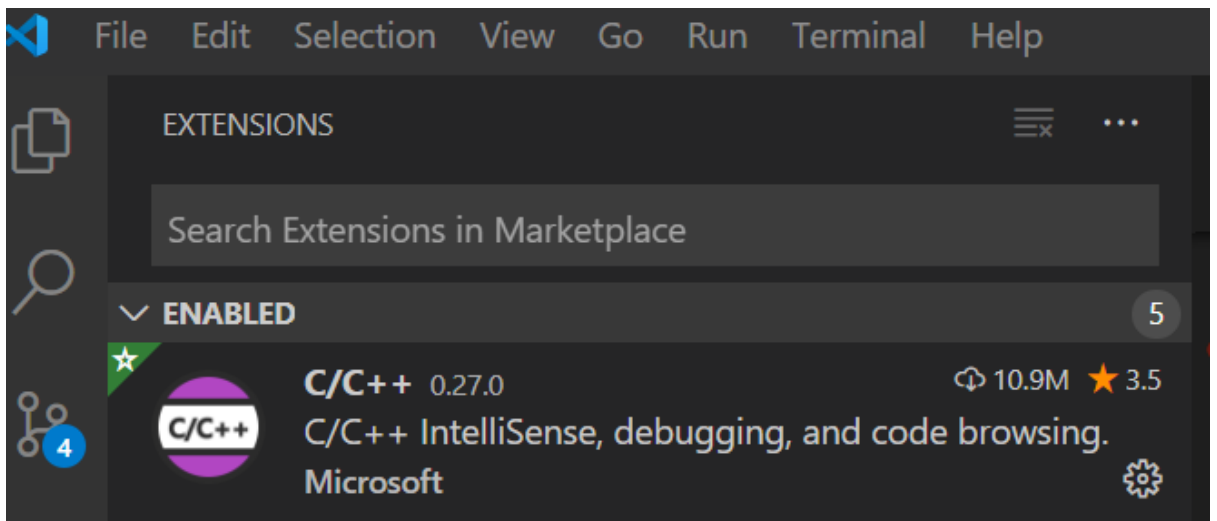 File Edit Selection View Go Run Terminal Help
EXTENSIONS
Search Extensions in Marketplace
ENABLED 5
C/C++ 0.27.0 10.9M 3.5
C/C++
C/C++ IntelliSense, debugging, and code browsing.
Microsoft
4